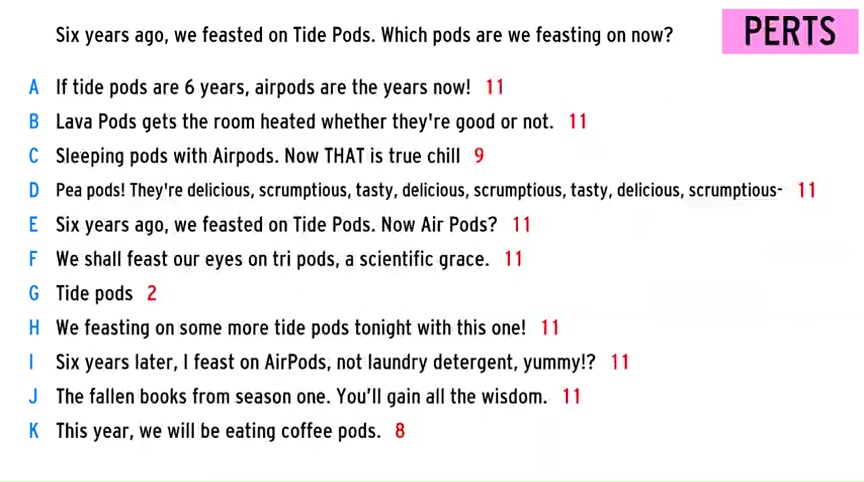 Six years ago, we feasted on Tide Pods. Which pods are we feasting on now?
PERTS
A If tide pods are 6 years, airpods are the years now! 11
B Lava Pods gets the room heated whether they're good or not. 11
C Sleeping pods with Airpods. Now THAT is true chill 9
D Pea pods! They're delicious, scrumptious, tasty, delicious, scrumptious, tasty, delicious, scrumptious- 11
E Six years ago, we feasted on Tide Pods. Now Air Pods? 11
F We shall feast our eyes on tri pods, a scientific grace. 11
G Tide pods 2
H We feasting on some more tide pods tonight with this one! 11
I Six years later, I feast on AirPods, not laundry detergent, yummy!? 11
J The fallen books from season one. You'll gain all the wisdom. 11
K This year, we will be eating coffee pods. 8